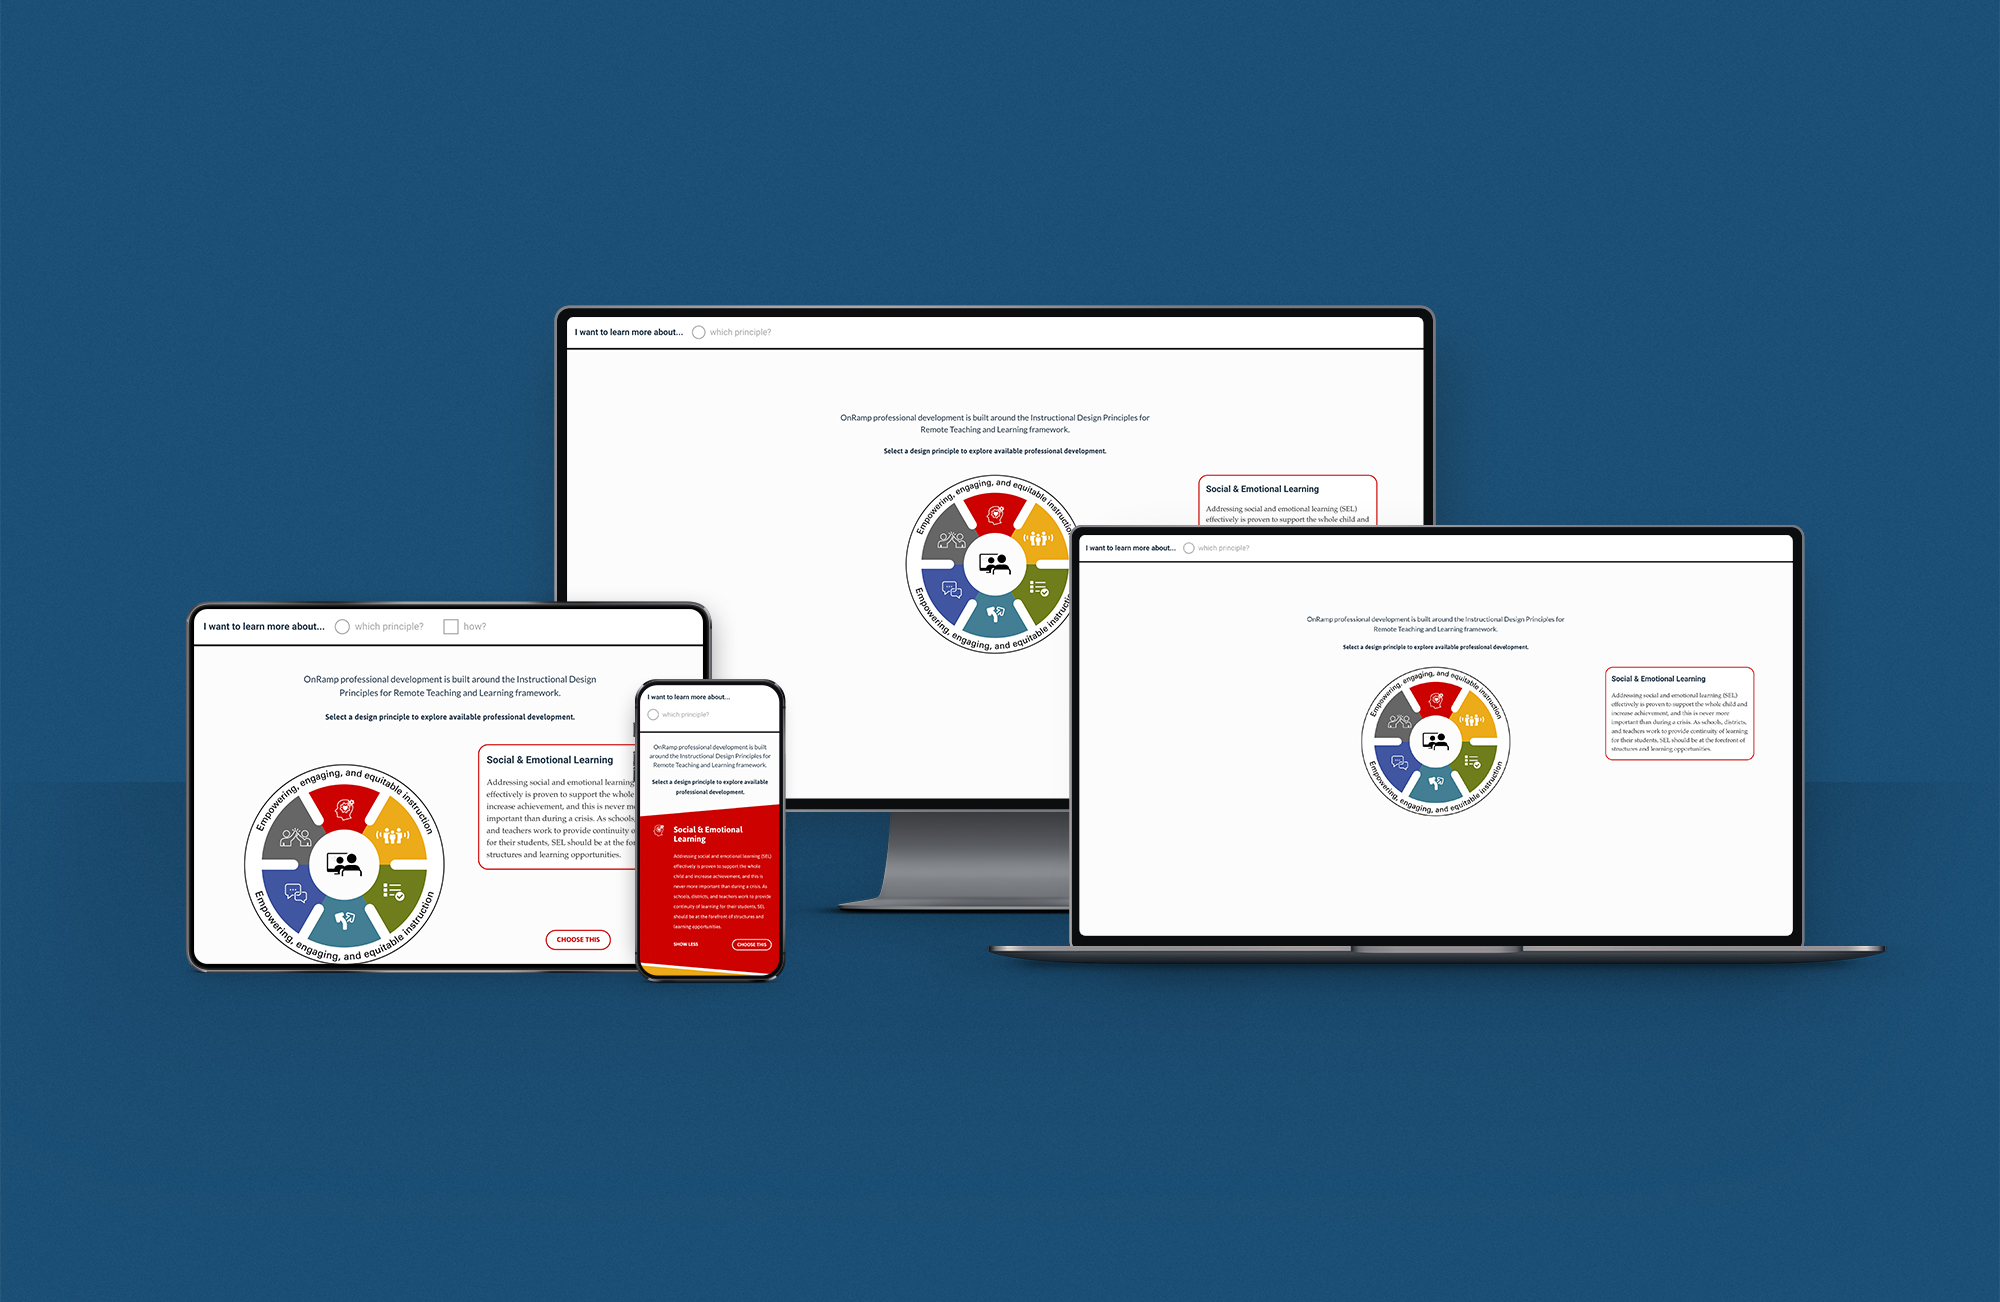 I want to learn more about... which principle?
OnRamp professional development is built around the Instructional Design Principles for
Remote Teaching and Learning framework.
Select a design principle to explore available professional development.
Empowering, engaging, and equitable instruction
Empowering, engaging, and equitable instruction
Social & Emotional Learning
Addressing social and emotional learning (SEL)
effectively is proven to support the whole child and
I want to learn more about... which principle?
OnRamp professional development is built around the Instructional Design Principles for
Remote Teaching and Learning framework.
Select a design principle to explore available professional development.
Empowering, engaging, and equitable instruction
Empowering, engaging, and equitable instruction
Social & Emotional Learning
Addressing social and emotional learning (SEL)
effectively is proven to support the whole child and
increase achievement, and this is never more
important than during a crisis. As schools, districts,
and teachers work to provide continuity of learning
for their students, SEL should be at the forefront of
structures and learning opportunities.
I want to learn more about... which principle? how?
OnRamp professional development is built around the Instructional Design
Principles for Remote Teaching and Learning framework.
Select a design principle to explore available professional development.
Empowering, engaging, and equitable instruction
Empowering, engaging, and equitable instruction
Social & Emotional Learning
Addressing social and emotional learning
effectively is proven to support the whole
increase achievement, and this is never
important than during a crisis. As schools,
and teachers work to provide continuity
for their students, SEL should be at the
structures and learning opportunities.
CHOOSE THIS
I want to learn more about...
which principle?
OnRamp professional development is built
around the Instructional Design Principles for
Remote Teaching and Learning framework.
Select a design principle to explore available
professional development.
Social & Emotional
Learning
Addressing social and emotional learning (SEL)
effectively is proven to support the whole
child and increase achievement, and this is
never more important than during a crisis. As
schools, districts, and teachers work to provide
continuity of learning for their students, SEL
should be at the forefront of structures and
learning opportunities.
SHOW LESS CHOOSE THIS